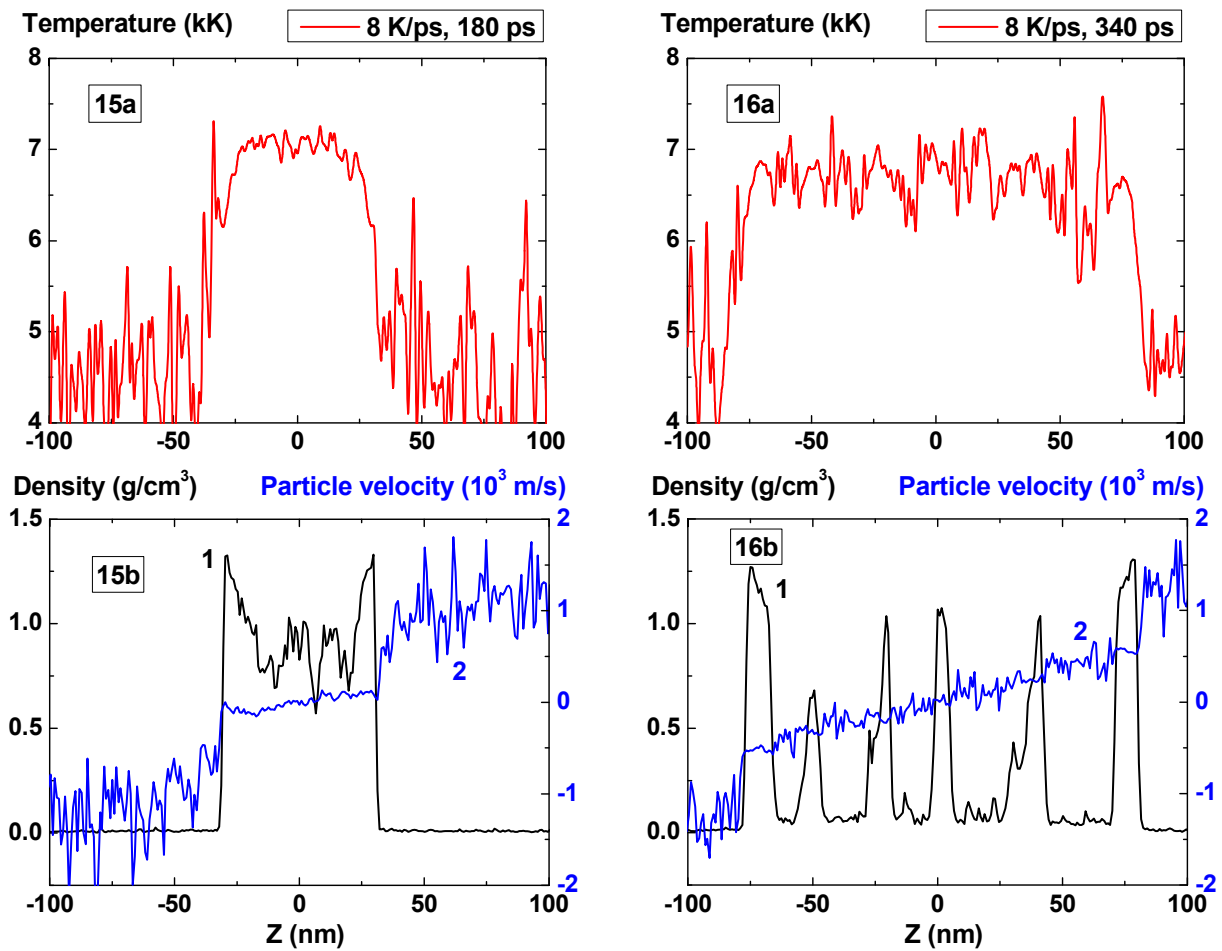 Temperature (kK)
8 K/ps, 180 ps
8
7
6
5
4
15a
-100 -50 0 50 100
Temperature (kK)
8 K/ps, 340 ps
8
7
6
5
4
16a
-100 -50 0 50 100
Density (g/cm³)
Particle velocity (10³ m/s)
1.5
1.0
0.5
0.0
15b
1
2
2
1
0
-1
-2
-100 -50 0 50 100
Z (nm)
Density (g/cm³)
Particle velocity (10³ m/s)
1.5
1.0
0.5
0.0
16b
1
2
2
1
0
-1
-2
-100 -50 0 50 100
Z (nm)